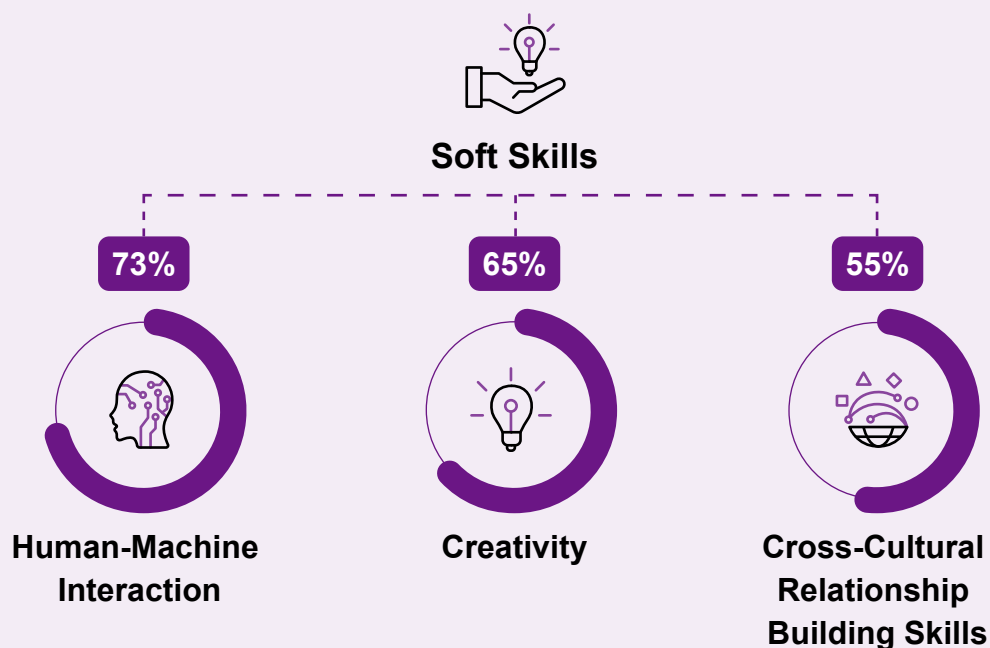 Soft Skills
73%
65%
55%
Human-Machine
Interaction
Creativity
Cross-Cultural
Relationship
Building Skills